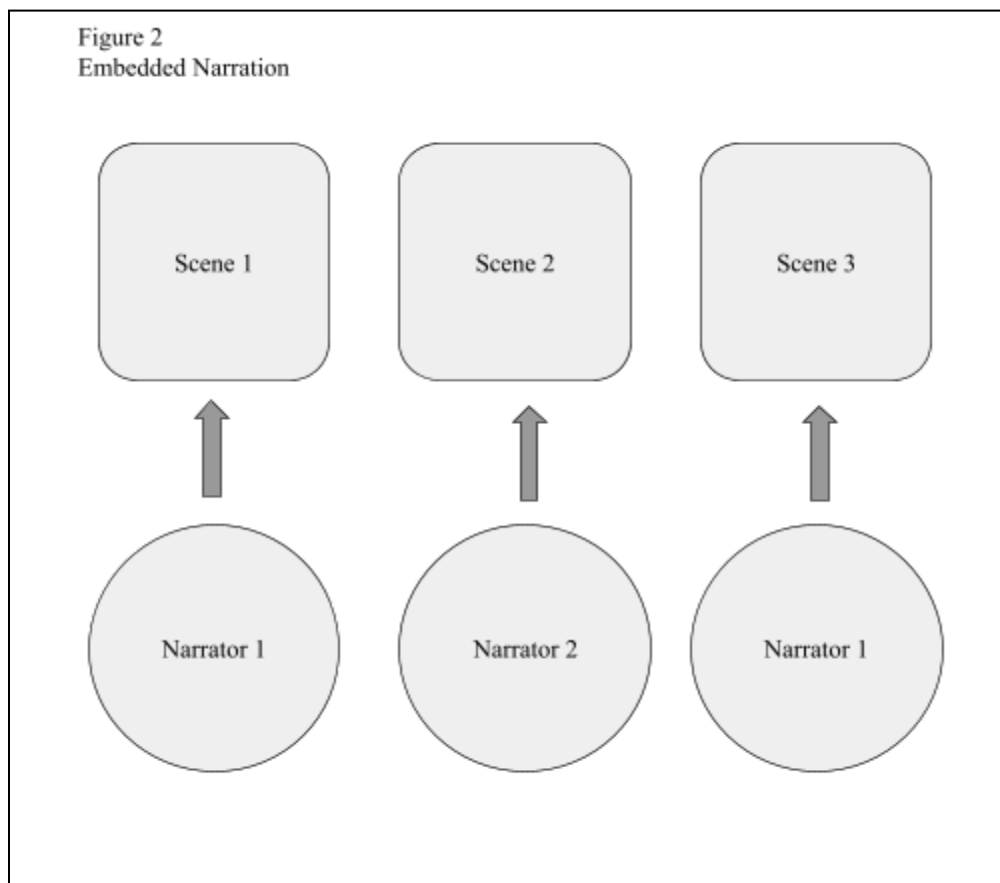 Figure 2
Embedded Narration
Scene 1
Scene 2
Scene 3
Narrator 1
Narrator 2
Narrator 1